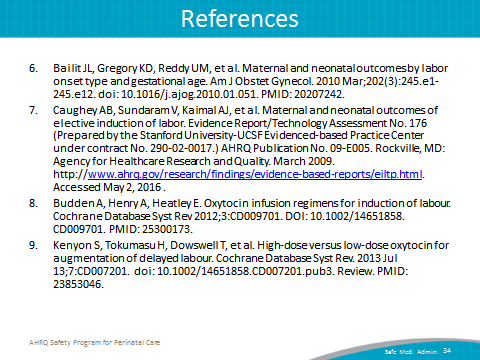 References
6. Bailit JL, Gregory KD, Reddy UM, et al. Maternal and neonatal outcomes by labor
onset type and gestational age. Am J Obstet Gynecol. 2010 Mar;202(3):245.e1-
245.e12. doi: 10.1016/j.ajog.2010.01.051. PMID: 20207242.
7. Caughey AB, Sundaram V, Kaimal AJ, et al. Maternal and neonatal outcomes of
elective induction of labor. Evidence Report/Technology Assessment No. 176
(Prepared by the Stanford University-UCSF Evidenced-based Practice Center
under contract No. 290-02-0017.) AHRQ Publication No. 09-E005. Rockville, MD:
Agency for Healthcare Research and Quality. March 2009.
http://www.ahrq.gov/research/findings/evidence-based-reports/eiltp.html.
Accessed May 2, 2016.
8. Budden A, Henry A, Heatley E. Oxytocin infusion regimens for induction of labour.
Cochrane Database Syst Rev 2012;3:CD009701. DOI: 10.1002/14651858.
CD009701. PMID: 25300173.
9. Kenyon S, Tokumasu H, Dowswell T, et al. High-dose versus low-dose oxytocin for
augmentation of delayed labour. Cochrane Database Syst Rev. 2013 Jul
13;7:CD007201. doi: 10.1002/14651858.CD007201.pub3. Review. PMID:
23853046.
AHRQ Safety Program for Perinatal Care
Safe Med. Admin. 34